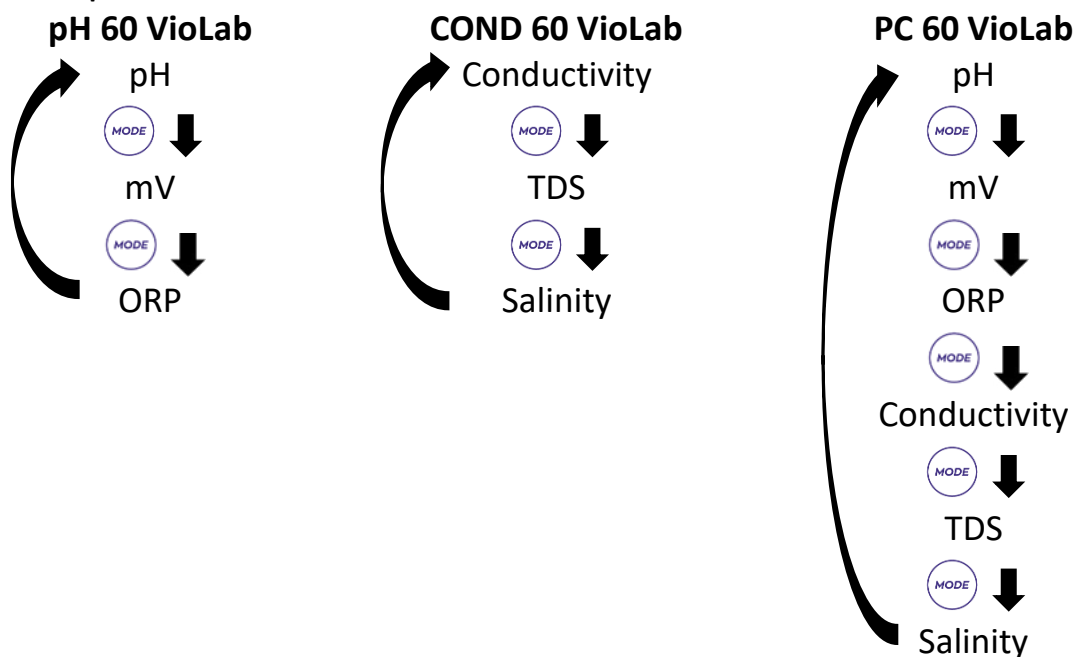 pH 60 VioLab
pH
MODE
mV
MODE
ORP
COND 60 VioLab
Conductivity
MODE
TDS
MODE
Salinity
PC 60 VioLab
pH
MODE
mV
MODE
ORP
MODE
Conductivity
MODE
TDS
MODE
Salinity